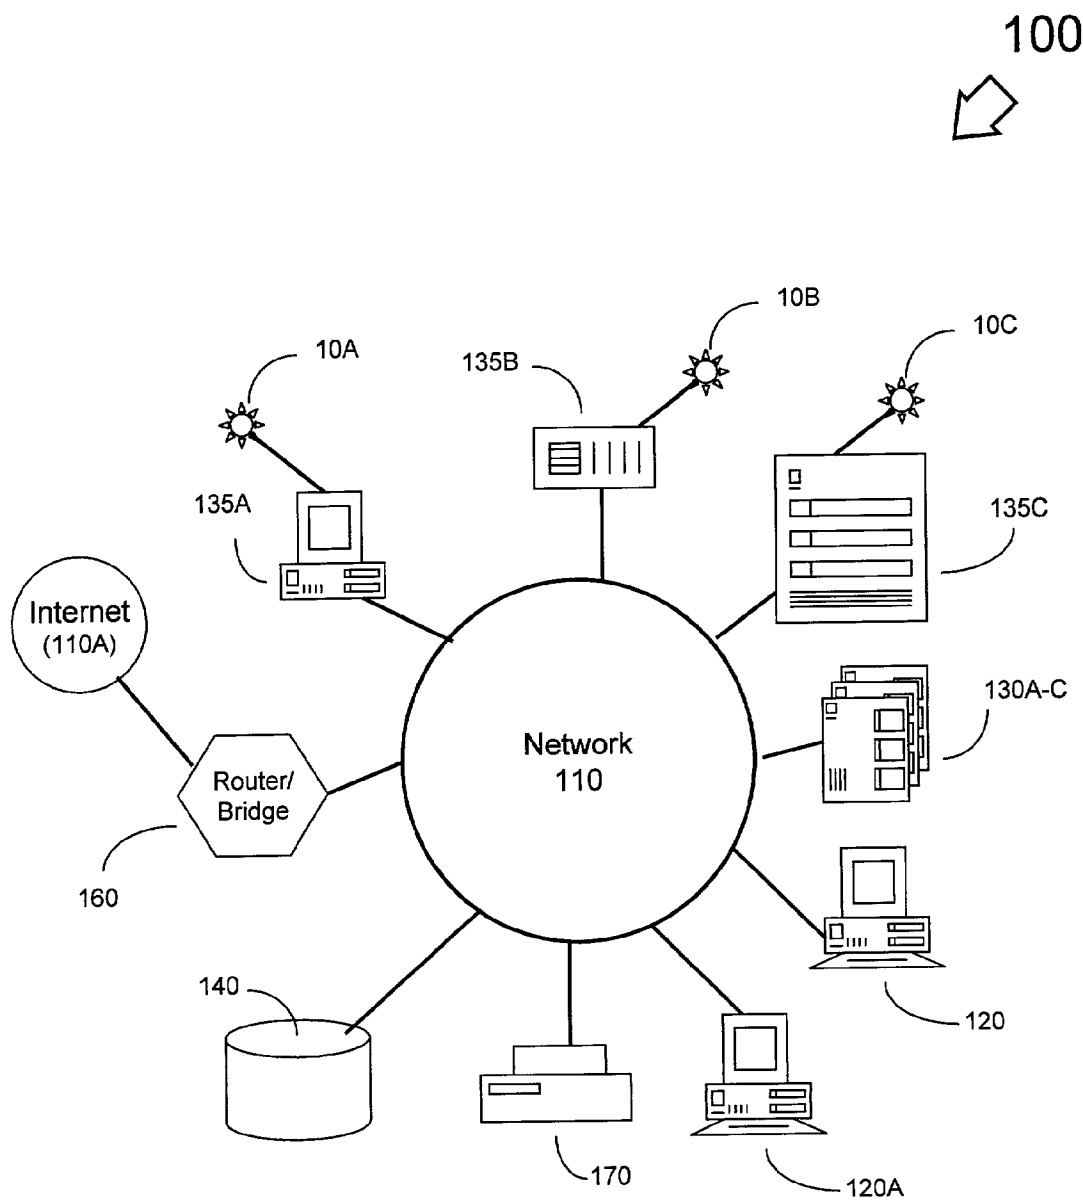 100
10B
10C
10A
135B
135A
135C
Internet
(110A)
130A-C
Network
110
Router/
Bridge
160
140
120
170
120A